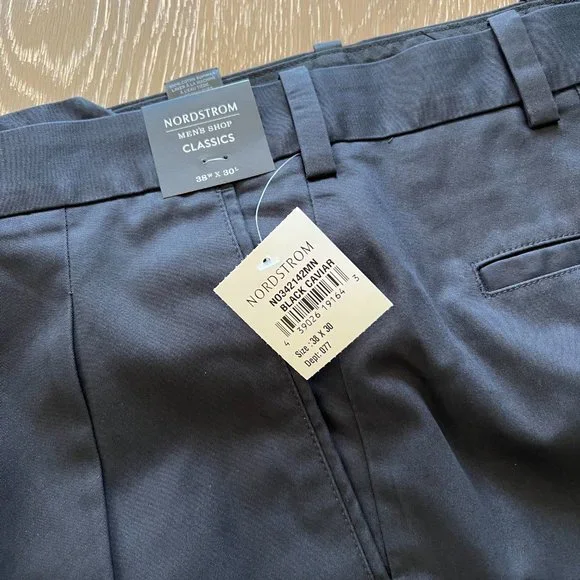 NORDSTROM
MEN'S SHOP
CLASSICS
38W X 30L
NORDSTROM
NO342142MN
BLACK CAVIAR
4 39026 19164 3
Size : 38 X 30
Dept: 077